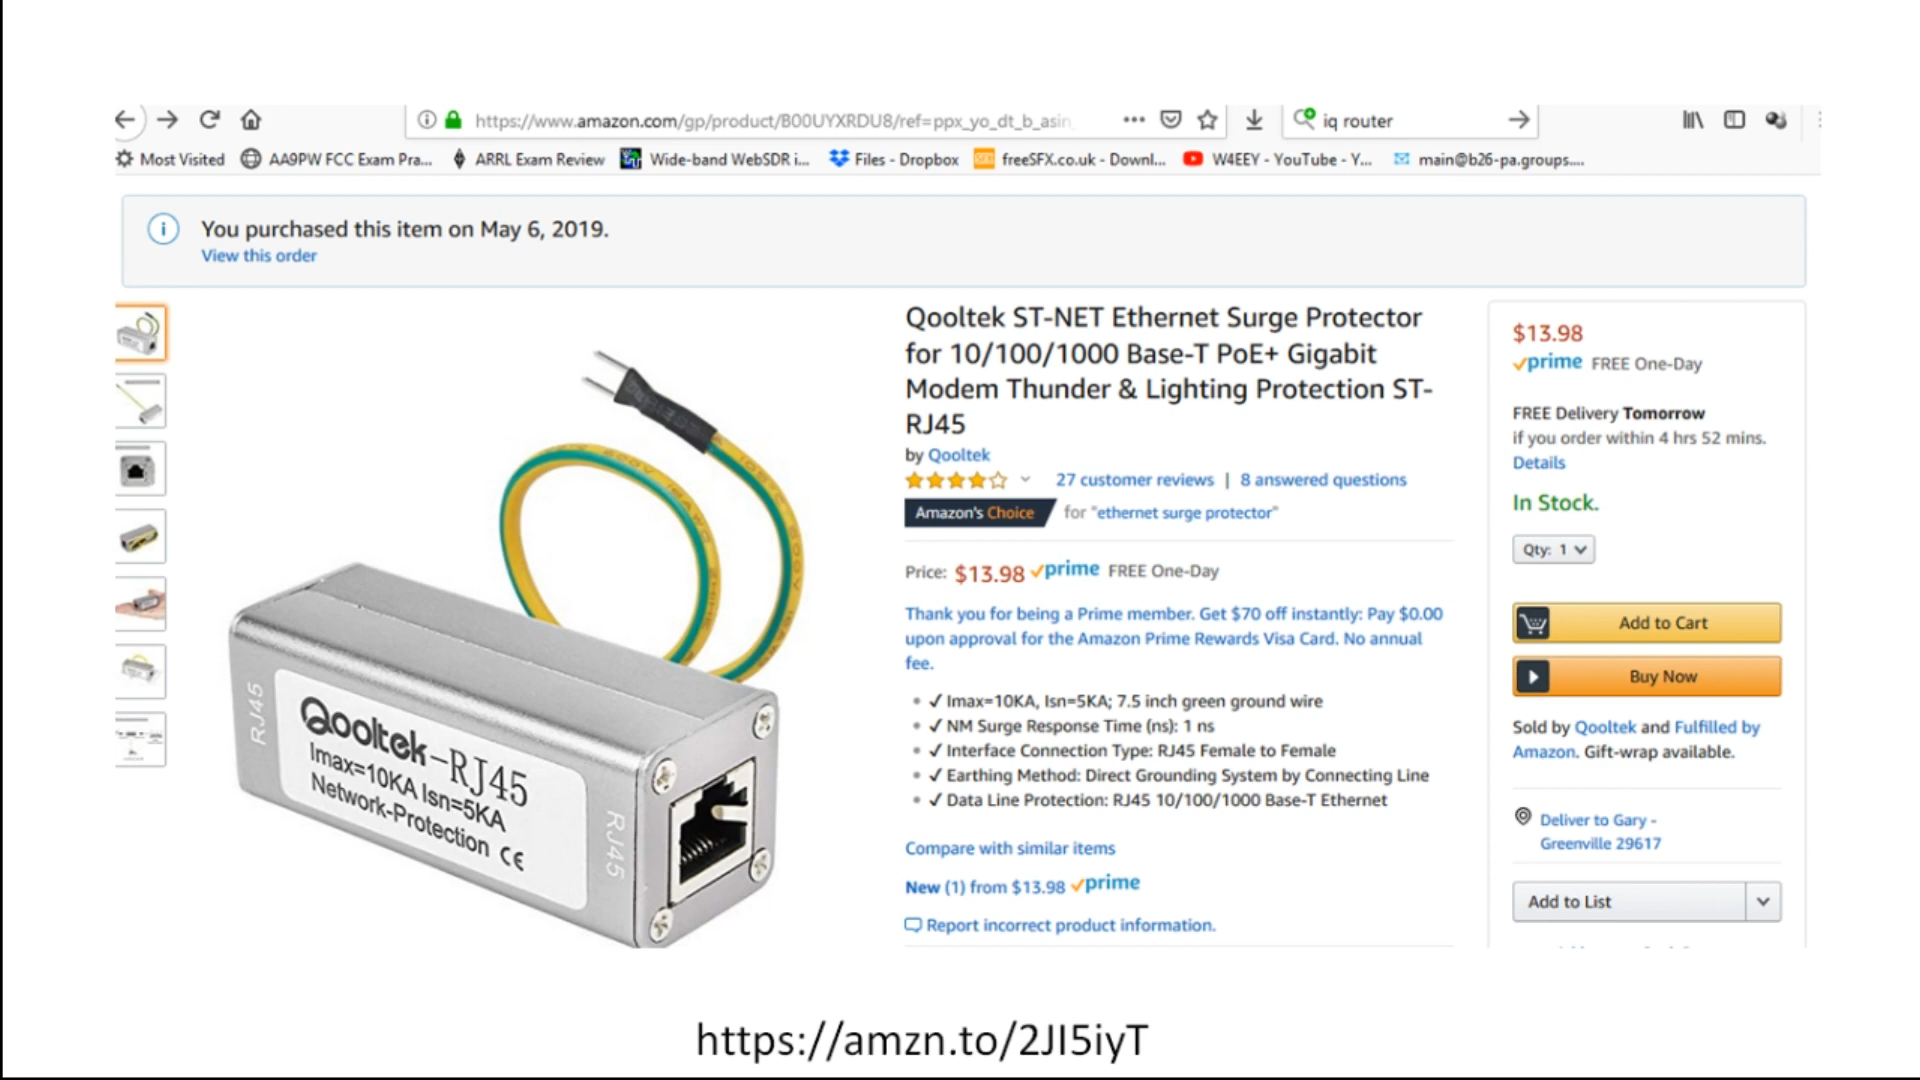 https://www.amazon.com/gp/product/B00UYXRDU8/ref=ppx_yo_dt_b_asin_
iq router
Most Visited
AA9PW FCC Exam Pra...
ARRL Exam Review
Wide-band WebSDR i...
Files - Dropbox
freeSFX.co.uk - Downl...
W4EEY - YouTube - Y...
main@b26-pa.groups....
You purchased this item on May 6, 2019.
View this order
Qooltek ST-NET Ethernet Surge Protector
for 10/100/1000 Base-T PoE+ Gigabit
Modem Thunder & Lighting Protection ST-
RJ45
by Qooltek
27 customer reviews | 8 answered questions
Amazon's Choice for "ethernet surge protector"
Price: $13.98 prime FREE One-Day
Thank you for being a Prime member. Get $70 off instantly: Pay $0.00
upon approval for the Amazon Prime Rewards Visa Card. No annual
fee.
• ✓ Imax=10KA, Isn=5KA; 7.5 inch green ground wire
• ✓ NM Surge Response Time (ns): 1 ns
• ✓ Interface Connection Type: RJ45 Female to Female
• ✓ Earthing Method: Direct Grounding System by Connecting Line
• ✓ Data Line Protection: RJ45 10/100/1000 Base-T Ethernet
Compare with similar items
New (1) from $13.98 prime
Report incorrect product information.
$13.98
prime FREE One-Day
FREE Delivery Tomorrow
if you order within 4 hrs 52 mins.
Details
In Stock.
Qty: 1
Add to Cart
Buy Now
Sold by Qooltek and Fulfilled by
Amazon. Gift-wrap available.
Deliver to Gary -
Greenville 29617
Add to List
RJ45
Qooltek-RJ45
Imax=10KA Isn=5KA
Network-Protection CE
RJ45
https://amzn.to/2JI5iyT